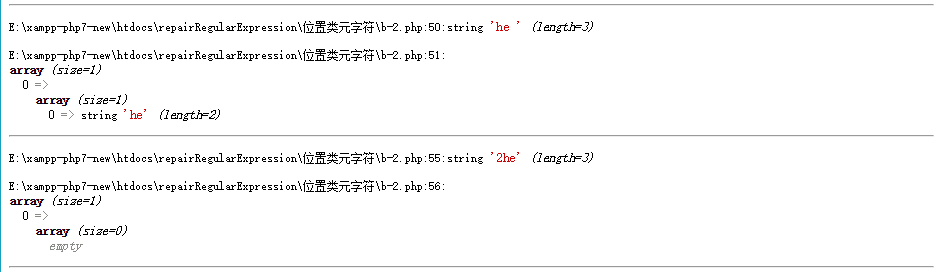 E:\xampp-php7-new\htdocs\repairRegularExpression\位置类元字符\b-2.php:50:string 'he ' (length=3)
E:\xampp-php7-new\htdocs\repairRegularExpression\位置类元字符\b-2.php:51:
array (size=1)
0 =>
array (size=1)
0 => string 'he' (length=2)
E:\xampp-php7-new\htdocs\repairRegularExpression\位置类元字符\b-2.php:55:string '2he' (length=3)
E:\xampp-php7-new\htdocs\repairRegularExpression\位置类元字符\b-2.php:56:
array (size=1)
0 =>
array (size=0)
empty